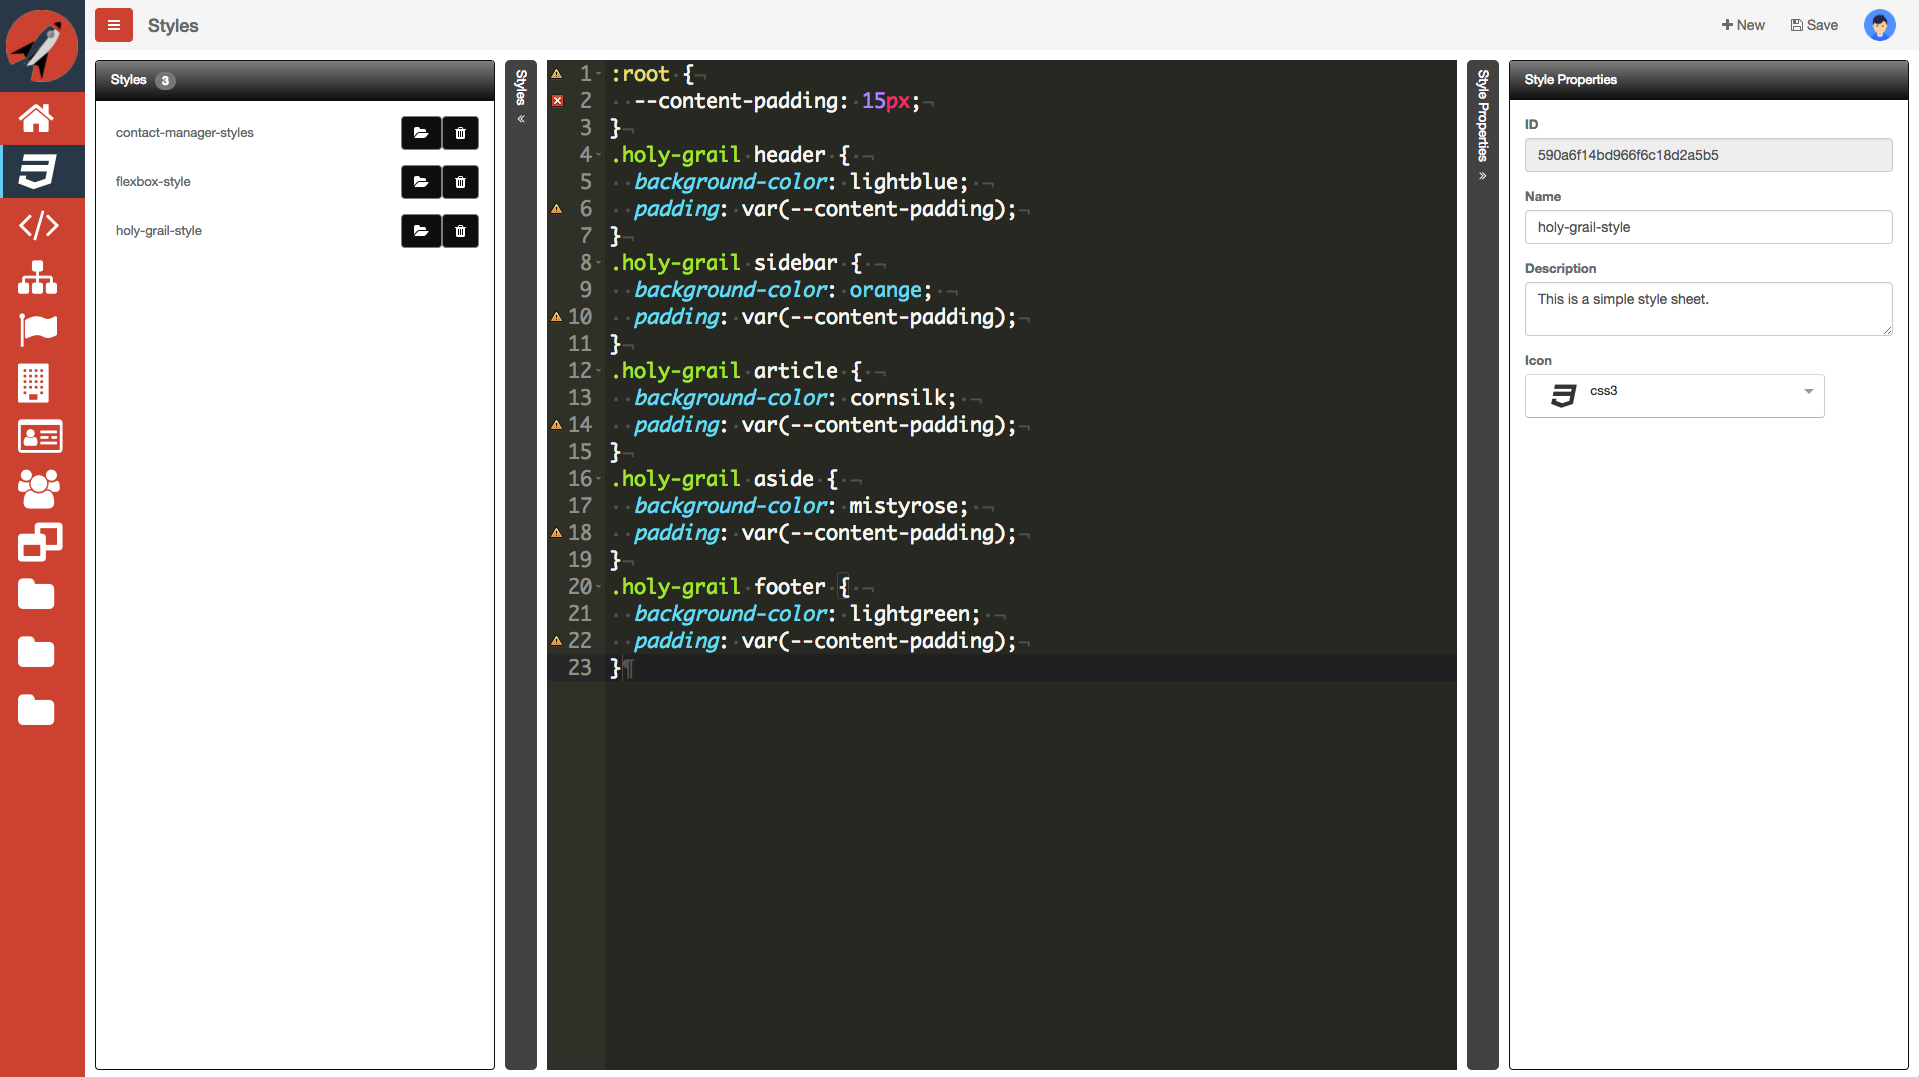 Styles
New
Save
Styles 3
contact-manager-styles
flexbox-style
holy-grail-style
Styles
1 :root {
2 --content-padding: 15px;
3 }
4 .holy-grail header {
5 background-color: lightblue;
6 padding: var(--content-padding);
7 }
8 .holy-grail sidebar {
9 background-color: orange;
10 padding: var(--content-padding);
11 }
12 .holy-grail article {
13 background-color: cornsilk;
14 padding: var(--content-padding);
15 }
16 .holy-grail aside {
17 background-color: mistyrose;
18 padding: var(--content-padding);
19 }
20 .holy-grail footer {
21 background-color: lightgreen;
22 padding: var(--content-padding);
23 }
Style Properties
Style Properties
ID
590a6f14bd966f6c18d2a5b5
Name
holy-grail-style
Description
This is a simple style sheet.
Icon
css3